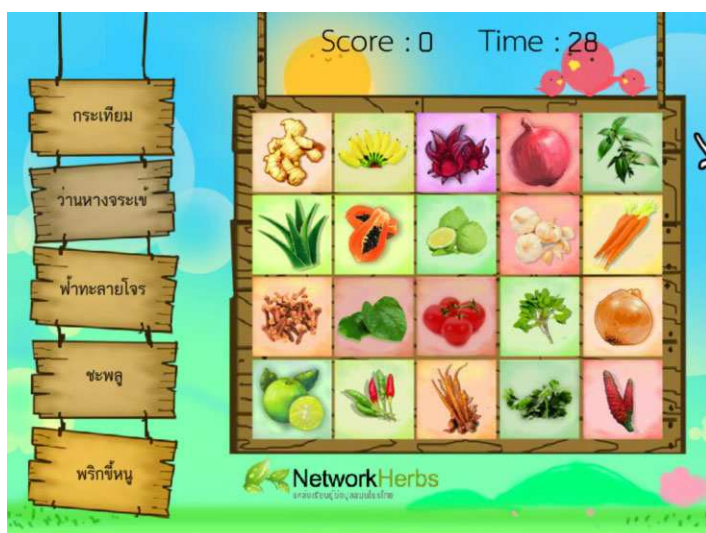 Score : 0 Time : 28
กระเทียม
ว่านหางจระเข้
ฟ้าทะลายโจร
ชะพลู
พริกขี้หนู
NetworkHerbs